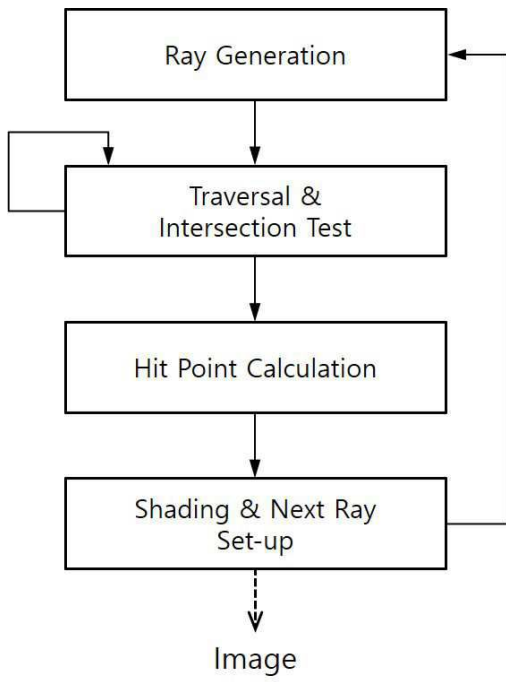 Ray Generation
Traversal &
Intersection Test
Hit Point Calculation
Shading & Next Ray
Set-up
Image